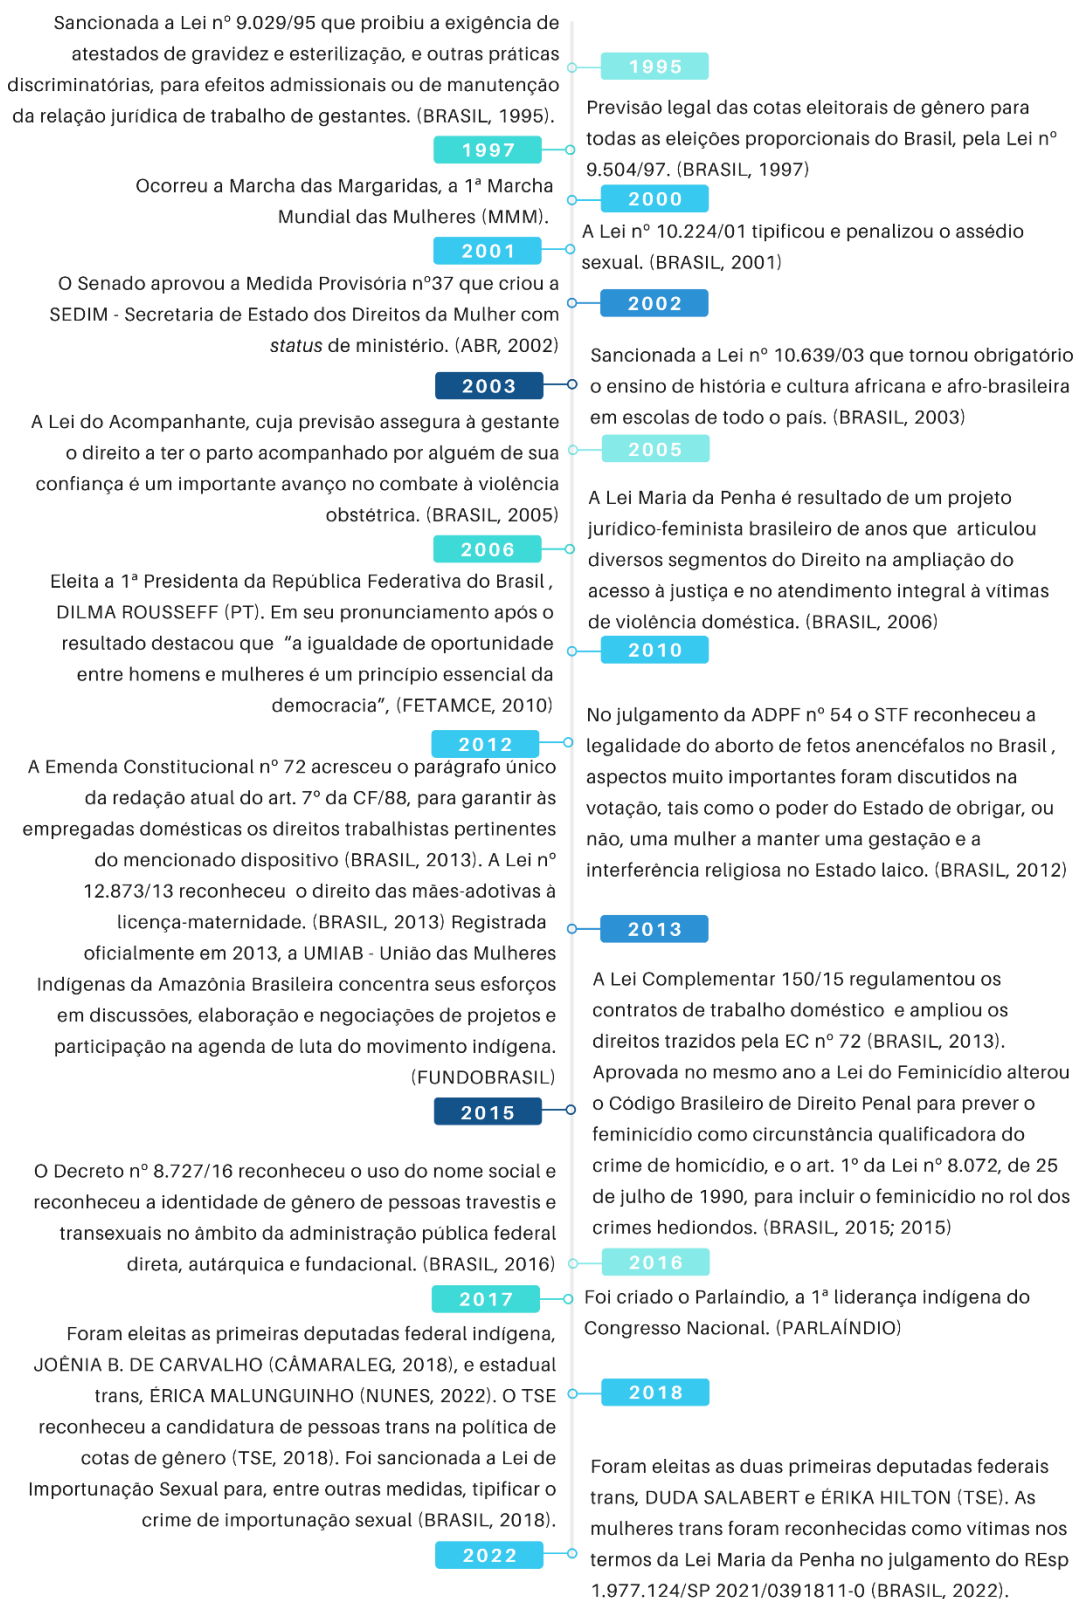 Sancionada a Lei nº 9.029/95 que proibiu a exigência de
atestados de gravidez e esterilização, e outras práticas
discriminatórias, para efeitos admissionais ou de manutenção
da relação jurídica de trabalho de gestantes. (BRASIL, 1995).
1995
Previsão legal das cotas eleitorais de gênero para
todas as eleições proporcionais do Brasil, pela Lei nº
9.504/97. (BRASIL, 1997)
1997
Ocorreu a Marcha das Margaridas, a 1ª Marcha
Mundial das Mulheres (MMM).
2000
A Lei nº 10.224/01 tipificou e penalizou o assédio
sexual. (BRASIL, 2001)
2001
O Senado aprovou a Medida Provisória nº37 que criou a
SEDIM - Secretaria de Estado dos Direitos da Mulher com
status de ministério. (ABR, 2002)
2002
Sancionada a Lei nº 10.639/03 que tornou obrigatório
o ensino de história e cultura africana e afro-brasileira
em escolas de todo o país. (BRASIL, 2003)
2003
A Lei do Acompanhante, cuja previsão assegura à gestante
o direito a ter o parto acompanhado por alguém de sua
confiança é um importante avanço no combate à violência
obstétrica. (BRASIL, 2005)
2005
A Lei Maria da Penha é resultado de um projeto
jurídico-feminista brasileiro de anos que articulou
diversos segmentos do Direito na ampliação do
acesso à justiça e no atendimento integral à vítimas
de violência doméstica. (BRASIL, 2006)
2006
Eleita a 1ª Presidenta da República Federativa do Brasil ,
DILMA ROUSSEFF (PT). Em seu pronunciamento após o
resultado destacou que “a igualdade de oportunidade
entre homens e mulheres é um princípio essencial da
democracia”, (FETAMCE, 2010)
2010
No julgamento da ADPF nº 54 o STF reconheceu a
legalidade do aborto de fetos anencéfalos no Brasil ,
aspectos muito importantes foram discutidos na
votação, tais como o poder do Estado de obrigar, ou
não, uma mulher a manter uma gestação e a
interferência religiosa no Estado laico. (BRASIL, 2012)
2012
A Emenda Constitucional nº 72 acresceu o parágrafo único
da redação atual do art. 7º da CF/88, para garantir às
empregadas domésticas os direitos trabalhistas pertinentes
do mencionado dispositivo (BRASIL, 2013). A Lei nº
12.873/13 reconheceu o direito das mães-adotivas à
licença-maternidade. (BRASIL, 2013) Registrada
oficialmente em 2013, a UMIAB - União das Mulheres
Indígenas da Amazônia Brasileira concentra seus esforços
em discussões, elaboração e negociações de projetos e
participação na agenda de luta do movimento indígena.
(FUNDOBRASIL)
2013
A Lei Complementar 150/15 regulamentou os
contratos de trabalho doméstico e ampliou os
direitos trazidos pela EC nº 72 (BRASIL, 2013).
Aprovada no mesmo ano a Lei do Feminicídio alterou
o Código Brasileiro de Direito Penal para prever o
feminicídio como circunstância qualificadora do
crime de homicídio, e o art. 1º da Lei nº 8.072, de 25
de julho de 1990, para incluir o feminicídio no rol dos
crimes hediondos. (BRASIL, 2015; 2015)
2015
O Decreto nº 8.727/16 reconheceu o uso do nome social e
reconheceu a identidade de gênero de pessoas travestis e
transexuais no âmbito da administração pública federal
direta, autárquica e fundacional. (BRASIL, 2016)
2016
Foi criado o Parlaíndio, a 1ª liderança indígena do
Congresso Nacional. (PARLAÍNDIO)
2017
Foram eleitas as primeiras deputadas federal indígena,
JOÊNIA B. DE CARVALHO (CÂMARALEG, 2018), e estadual
trans, ÉRICA MALUNGUINHO (NUNES, 2022). O TSE
reconheceu a candidatura de pessoas trans na política de
cotas de gênero (TSE, 2018). Foi sancionada a Lei de
Importunação Sexual para, entre outras medidas, tipificar o
crime de importunação sexual (BRASIL, 2018).
2018
Foram eleitas as duas primeiras deputadas federais
trans, DUDA SALABERT e ÉRIKA HILTON (TSE). As
mulheres trans foram reconhecidas como vítimas nos
termos da Lei Maria da Penha no julgamento do REsp
1.977.124/SP 2021/0391811-0 (BRASIL, 2022).
2022